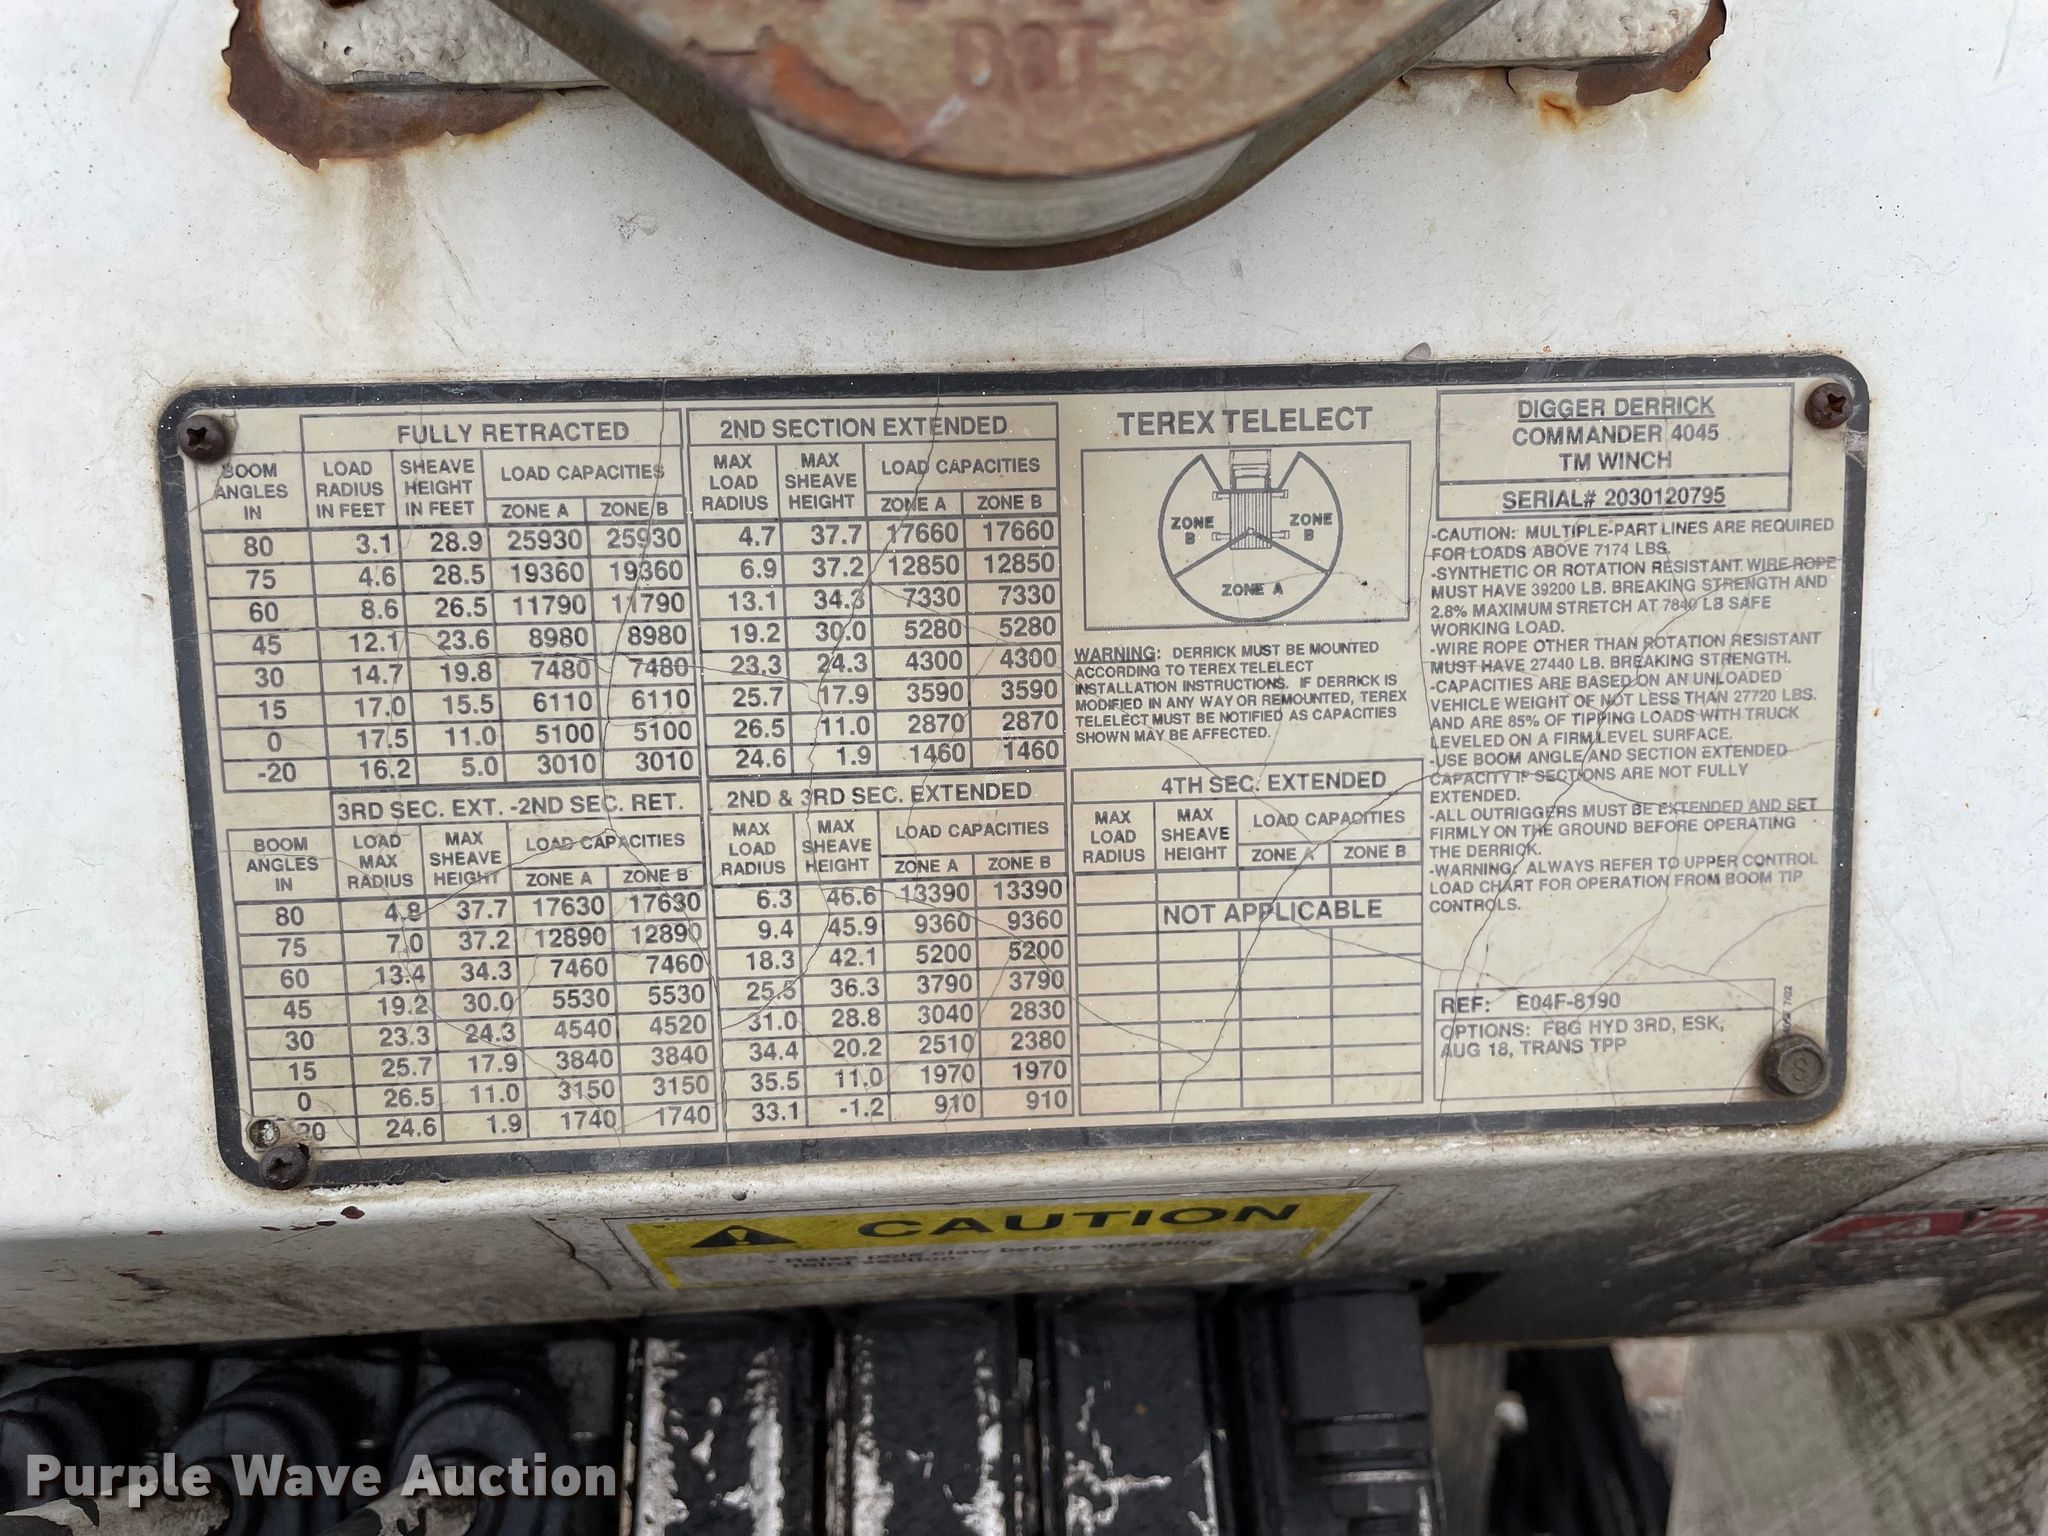 DOT
FULLY RETRACTED
BOOM ANGLES IN | LOAD RADIUS IN FEET | SHEAVE HEIGHT IN FEET | LOAD CAPACITIES
ZONE A | ZONE B
80 3.1 28.9 25930 25930
75 4.6 28.5 19360 19360
60 8.6 26.5 11790 11790
45 12.1 23.6 8980 8980
30 14.7 19.8 7480 7480
15 17.0 15.5 6110 6110
0 17.5 11.0 5100 5100
-20 16.2 5.0 3010 3010
2ND SECTION EXTENDED
MAX LOAD RADIUS | MAX SHEAVE HEIGHT | LOAD CAPACITIES
ZONE A | ZONE B
4.7 37.7 17660 17660
6.9 37.2 12850 12850
13.1 34.3 7330 7330
19.2 30.0 5280 5280
23.3 24.3 4300 4300
25.7 17.9 3590 3590
26.5 11.0 2870 2870
24.6 1.9 1460 1460
3RD SEC. EXT. -2ND SEC. RET.
BOOM ANGLES IN | LOAD MAX RADIUS | MAX SHEAVE HEIGHT | LOAD CAPACITIES
ZONE A | ZONE B
80 4.8 37.7 17630 17630
75 7.0 37.2 12890 12890
60 13.4 34.3 7460 7460
45 19.2 30.0 5530 5530
30 23.3 24.3 4540 4520
15 25.7 17.9 3840 3840
0 26.5 11.0 3150 3150
20 24.6 1.9 1740 1740
2ND & 3RD SEC. EXTENDED
MAX LOAD RADIUS | MAX SHEAVE HEIGHT | LOAD CAPACITIES
ZONE A | ZONE B
6.3 46.6 13390 13390
9.4 45.9 9360 9360
18.3 42.1 5200 5200
25.5 36.3 3790 3790
31.0 28.8 3040 2830
34.4 20.2 2510 2380
35.5 11.0 1970 1970
33.1 -1.2 910 910
TEREX TELELECT
ZONE B
ZONE B
ZONE A
WARNING: DERRICK MUST BE MOUNTED
ACCORDING TO TEREX TELELECT
INSTALLATION INSTRUCTIONS. IF DERRICK IS
MODIFIED IN ANY WAY OR REMOUNTED, TEREX
TELELECT MUST BE NOTIFIED AS CAPACITIES
SHOWN MAY BE AFFECTED.
4TH SEC. EXTENDED
MAX LOAD RADIUS | MAX SHEAVE HEIGHT | LOAD CAPACITIES
ZONE A | ZONE B
NOT APPLICABLE
DIGGER DERRICK
COMMANDER 4045
TM WINCH
SERIAL# 2030120795
-CAUTION: MULTIPLE-PART LINES ARE REQUIRED
FOR LOADS ABOVE 7174 LBS.
-SYNTHETIC OR ROTATION RESISTANT WIRE ROPE
MUST HAVE 39200 LB. BREAKING STRENGTH AND
2.8% MAXIMUM STRETCH AT 7840 LB SAFE
WORKING LOAD.
-WIRE ROPE OTHER THAN ROTATION RESISTANT
MUST HAVE 27440 LB. BREAKING STRENGTH.
-CAPACITIES ARE BASED ON AN UNLOADED
VEHICLE WEIGHT OF NOT LESS THAN 27720 LBS.
AND ARE 85% OF TIPPING LOADS WITH TRUCK
LEVELED ON A FIRM LEVEL SURFACE.
-USE BOOM ANGLE AND SECTION EXTENDED
CAPACITY IF SECTIONS ARE NOT FULLY
EXTENDED.
-ALL OUTRIGGERS MUST BE EXTENDED AND SET
FIRMLY ON THE GROUND BEFORE OPERATING
THE DERRICK.
-WARNING: ALWAYS REFER TO UPPER CONTROL
LOAD CHART FOR OPERATION FROM BOOM TIP
CONTROLS.
REF: E04F-8190
OPTIONS: FBG HYD 3RD, ESK,
AUG 18, TRANS TPP
7/02
CAUTION
• Raise pole claw before operating
third section
Purple Wave Auction